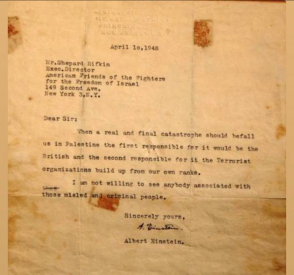 April 10,1948
Mr.Shepard Rifkin
Exec.Director
American Friends of the Fighters
for the Freedom of Israel
149 Second Ave.
New York 3,N.Y.
Dear Sir:
When a real and final catastrophe should befall
us in Palestine the first responsible for it would be the
British and the second responsible for it the Terrorist
organizations build up from our own ranks.
I am not willing to see anybody associated with
those misled and criminal people.
Sincerely yours,
A. Einstein
Albert Einstein.